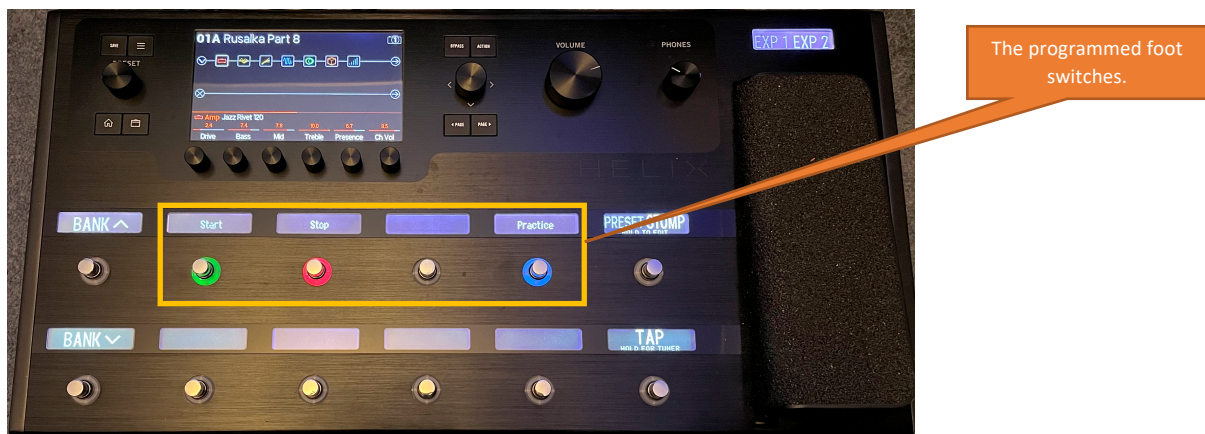 SAVE
PRESET
01A Rusalka Part 8
Amp Jazz Rivet 120
2.4 7.4 7.9 10.0 6.7 8.5
Drive Bass Mid Treble Presence Ch Vol
BYPASS ACTION
< PAGE PAGE >
VOLUME
PHONES
EXP 1 EXP 2
The programmed foot
switches.
HELIX
BANK
Start
Stop
Practice
PRESET STOMP
HOLD TO EDIT
BANK
TAP
HOLD FOR TUNER